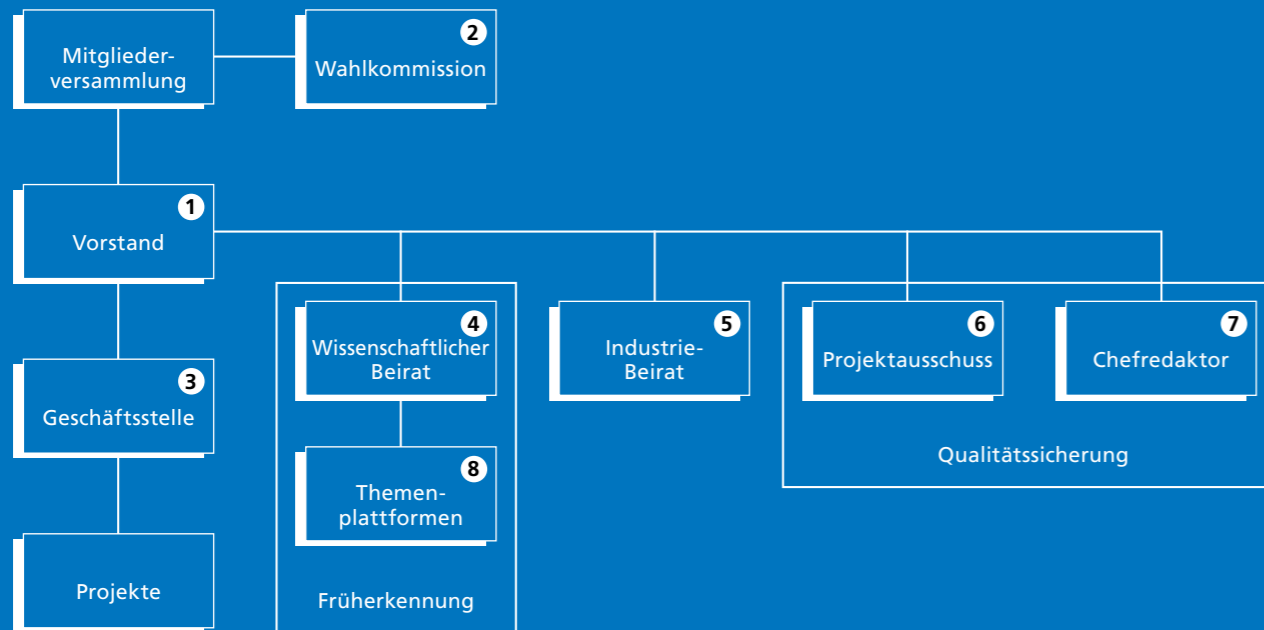 Mitglieder-
versammlung
2
Wahlkommission
1
Vorstand
3
Geschäftsstelle
Projekte
4
Wissenschaftlicher
Beirat
8
Themen-
plattformen
Früherkennung
5
Industrie-
Beirat
6
Projektausschuss
7
Chefredaktor
Qualitätssicherung